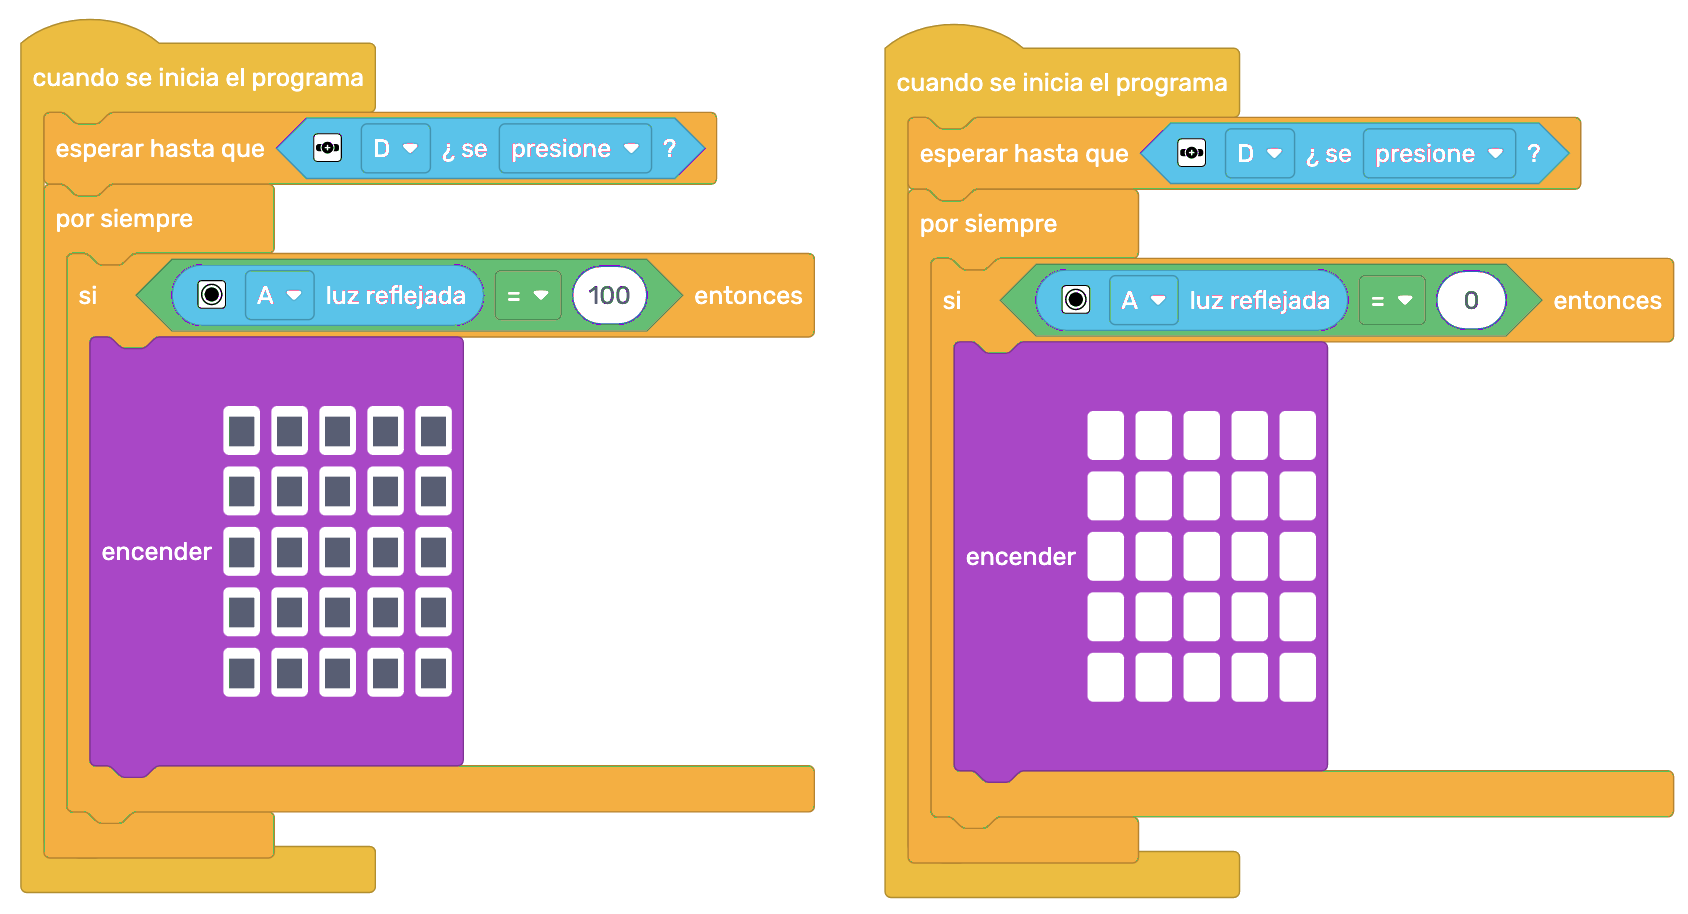 cuando se inicia el programa
esperar hasta que D ¿ se presione ?
por siempre
si A luz reflejada = 100 entonces
encender
cuando se inicia el programa
esperar hasta que D ¿ se presione ?
por siempre
si A luz reflejada = 0 entonces
encender